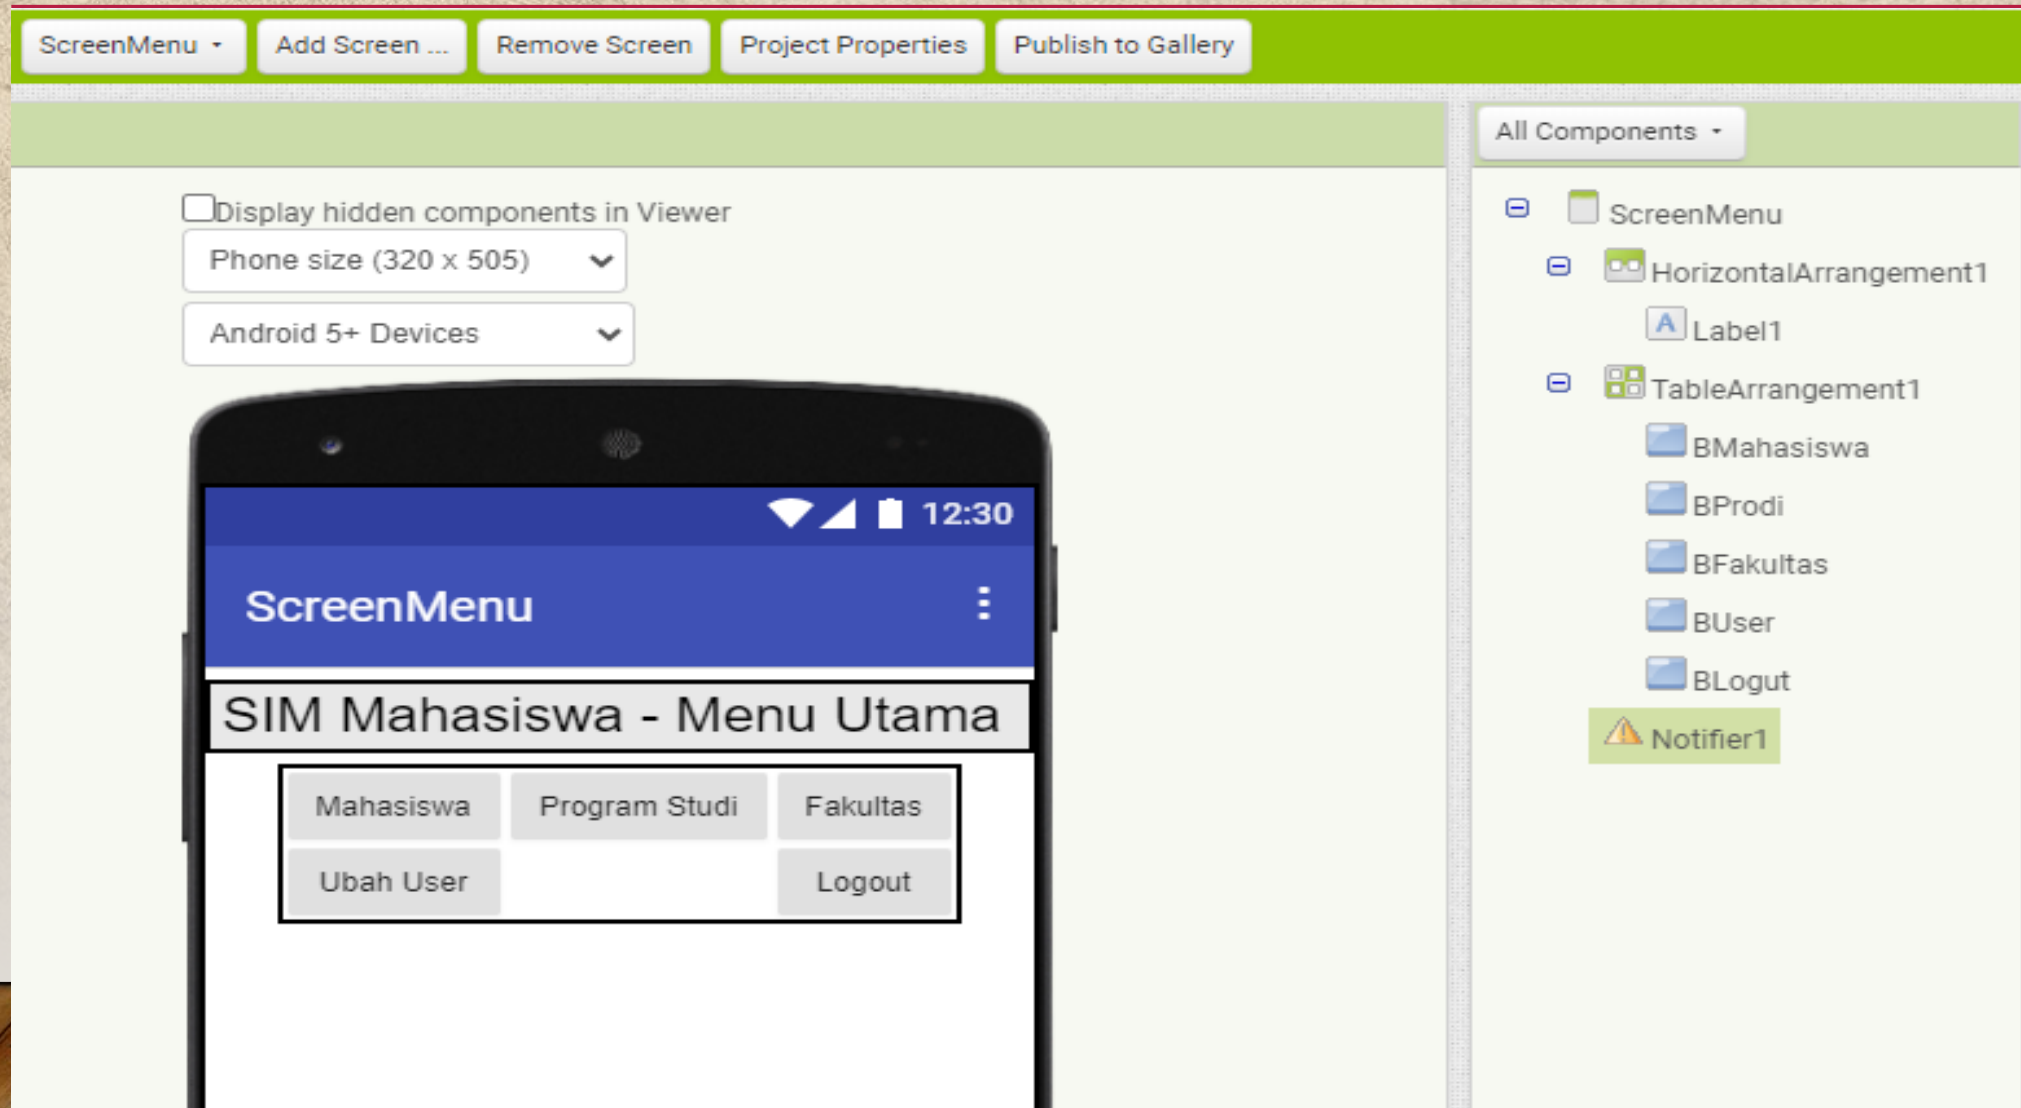 ScreenMenu
Add Screen ...
Remove Screen
Project Properties
Publish to Gallery
All Components
Display hidden components in Viewer
Phone size (320 x 505)
Android 5+ Devices
12:30
ScreenMenu
SIM Mahasiswa - Menu Utama
Mahasiswa Program Studi Fakultas
Ubah User Logout
ScreenMenu
HorizontalArrangement1
A Label1
TableArrangement1
BMahasiswa
BProdi
BFakultas
BUser
BLogut
Notifier1